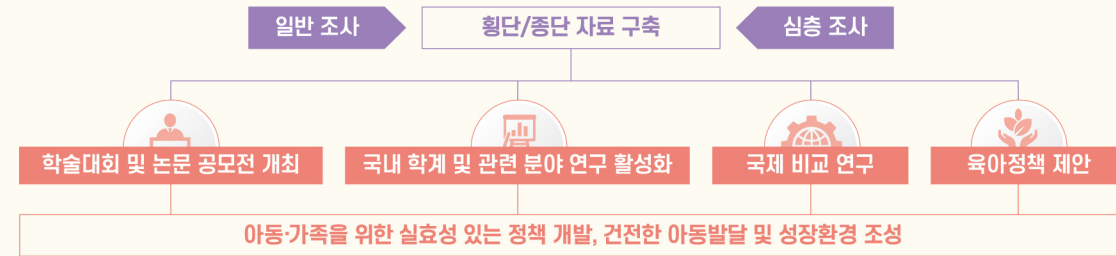 일반 조사
횡단/종단 자료 구축
심층 조사
학술대회 및 논문 공모전 개최
국내 학계 및 관련 분야 연구 활성화
국제 비교 연구
육아정책 제안
아동·가족을 위한 실효성 있는 정책 개발, 건전한 아동발달 및 성장환경 조성